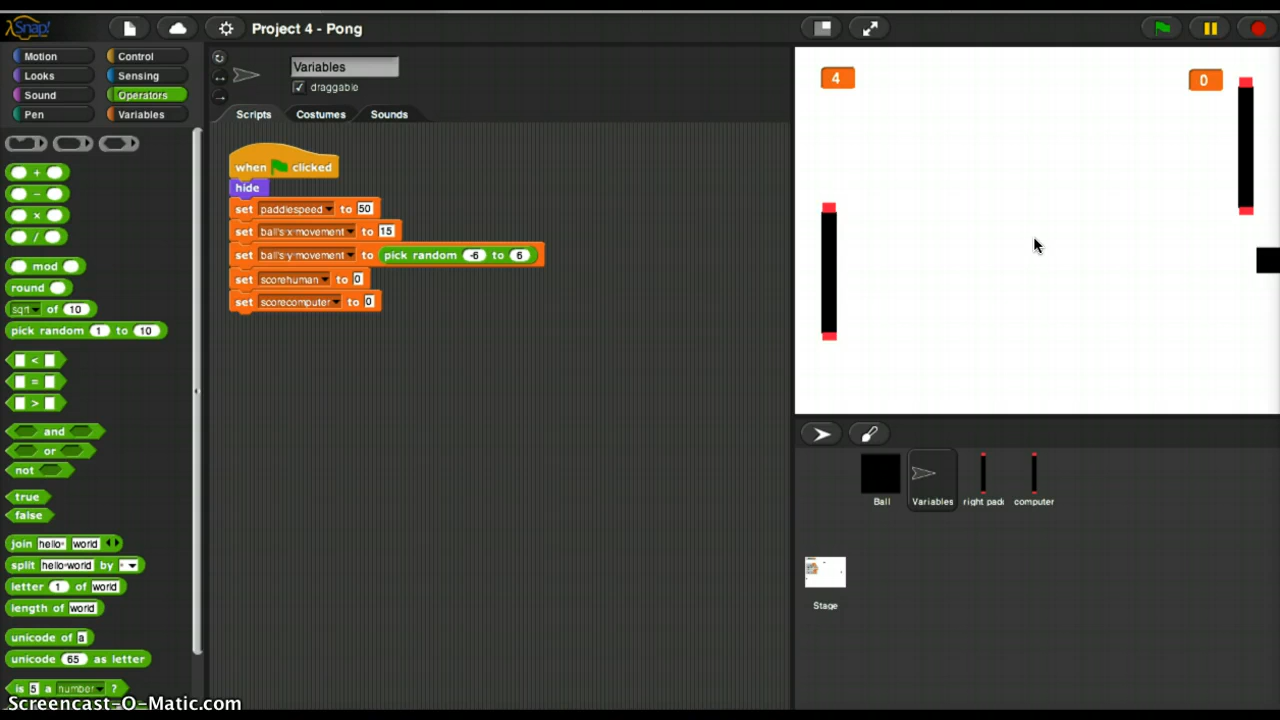 Snap!
Project 4 - Pong
Motion
Control
Looks
Sensing
Sound
Operators
Pen
Variables
+
−
×
/
mod
round
sqrt of 10
pick random 1 to 10
<
=
>
and
or
not
true
false
join hello world
split hello world by
letter 1 of world
length of world
unicode of a
unicode 65 as letter
is 5 a number ?
Variables
draggable
Scripts
Costumes
Sounds
when clicked
hide
set paddlespeed to 50
set ball's x movement to 15
set ball's y movement to pick random -6 to 6
set scorehuman to 0
set scorecomputer to 0
4
0
Ball
Variables
right padd
computer
Stage
Screencast-O-Matic.com